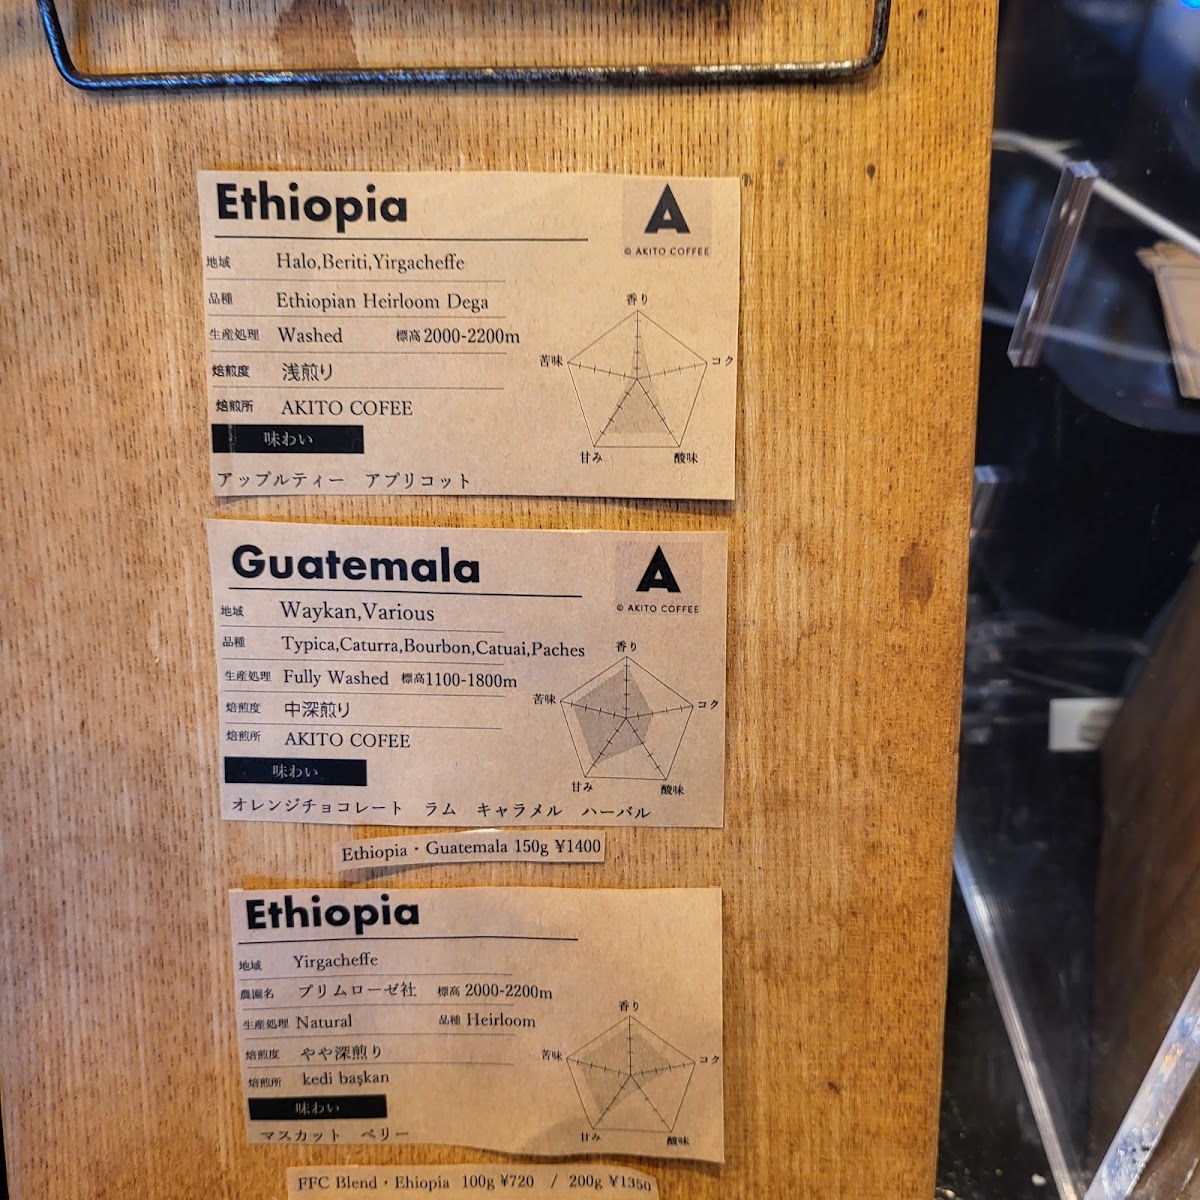 Ethiopia
A
© AKITO COFFEE
地域 Halo,Beriti,Yirgacheffe
品種 Ethiopian Heirloom Dega
生産処理 Washed 標高 2000-2200m
焙煎度 浅煎り
焙煎所 AKITO COFEE
味わい
アップルティー アプリコット
香り
苦味 コク
甘み 酸味
Guatemala
A
© AKITO COFFEE
地域 Waykan,Various
品種 Typica,Caturra,Bourbon,Catuai,Paches
生産処理 Fully Washed 標高 1100-1800m
焙煎度 中深煎り
焙煎所 AKITO COFEE
味わい
オレンジチョコレート ラム キャラメル ハーバル
香り
苦味 コク
甘み 酸味
Ethiopia・Guatemala 150g ¥1400
Ethiopia
地域 Yirgacheffe
農園名 プリムローゼ社 標高 2000-2200m
生産処理 Natural 品種 Heirloom
焙煎度 やや深煎り
焙煎所 kedi başkan
味わい
マスカット ベリー
香り
苦味 コク
甘み 酸味
FFC Blend・Ehiopia 100g ¥720 / 200g ¥1350